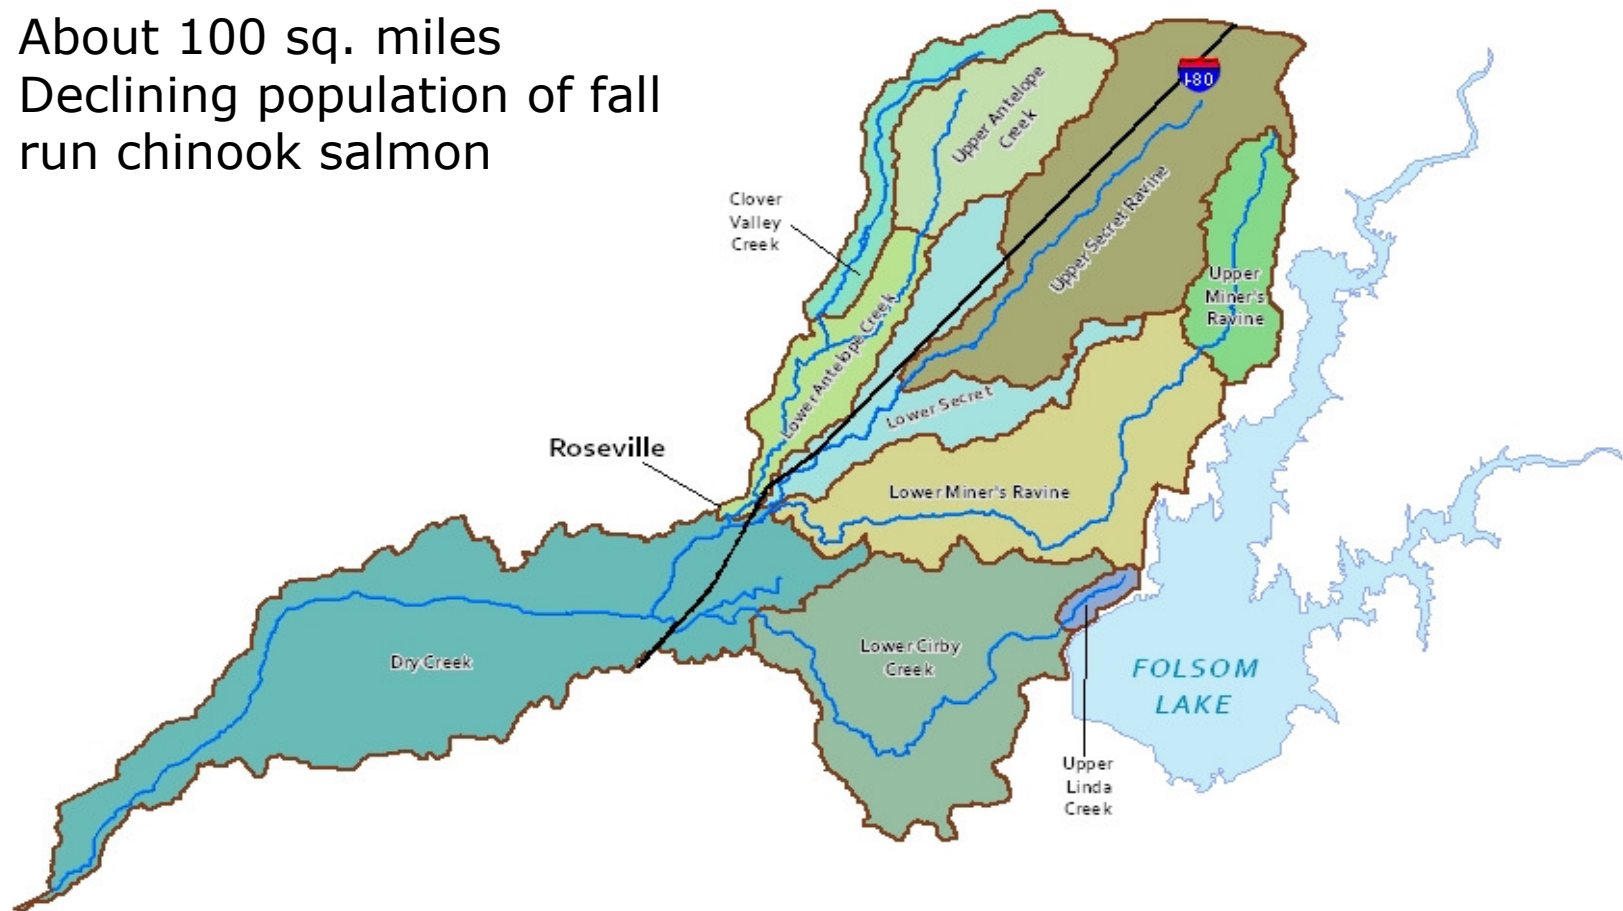 About 100 sq. miles
Declining population of fall
run chinook salmon
I-80
Upper Antelope
Creek
Clover
Valley
Creek
Upper Secret Ravine
Upper
Miner's
Ravine
Lower Antelope Creek
Lower Secret
Roseville
Lower Miner's Ravine
Dry Creek
Lower Cirby
Creek
FOLSOM
LAKE
Upper
Linda
Creek